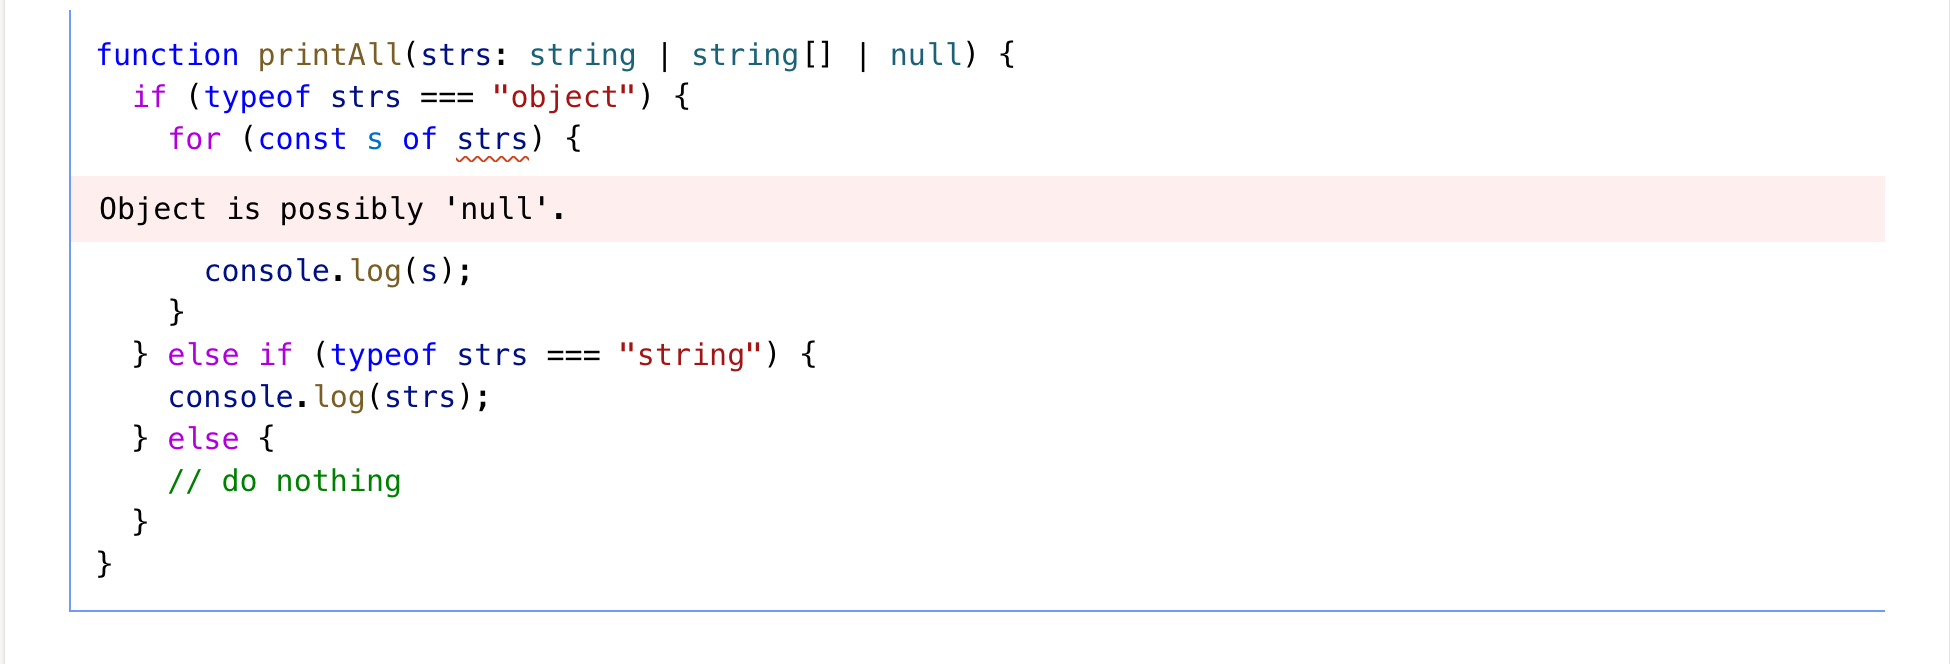 function printAll(strs: string | string[] | null) {
  if (typeof strs === "object") {
    for (const s of strs) {
Object is possibly 'null'.
      console.log(s);
    }
  } else if (typeof strs === "string") {
    console.log(strs);
  } else {
    // do nothing
  }
}